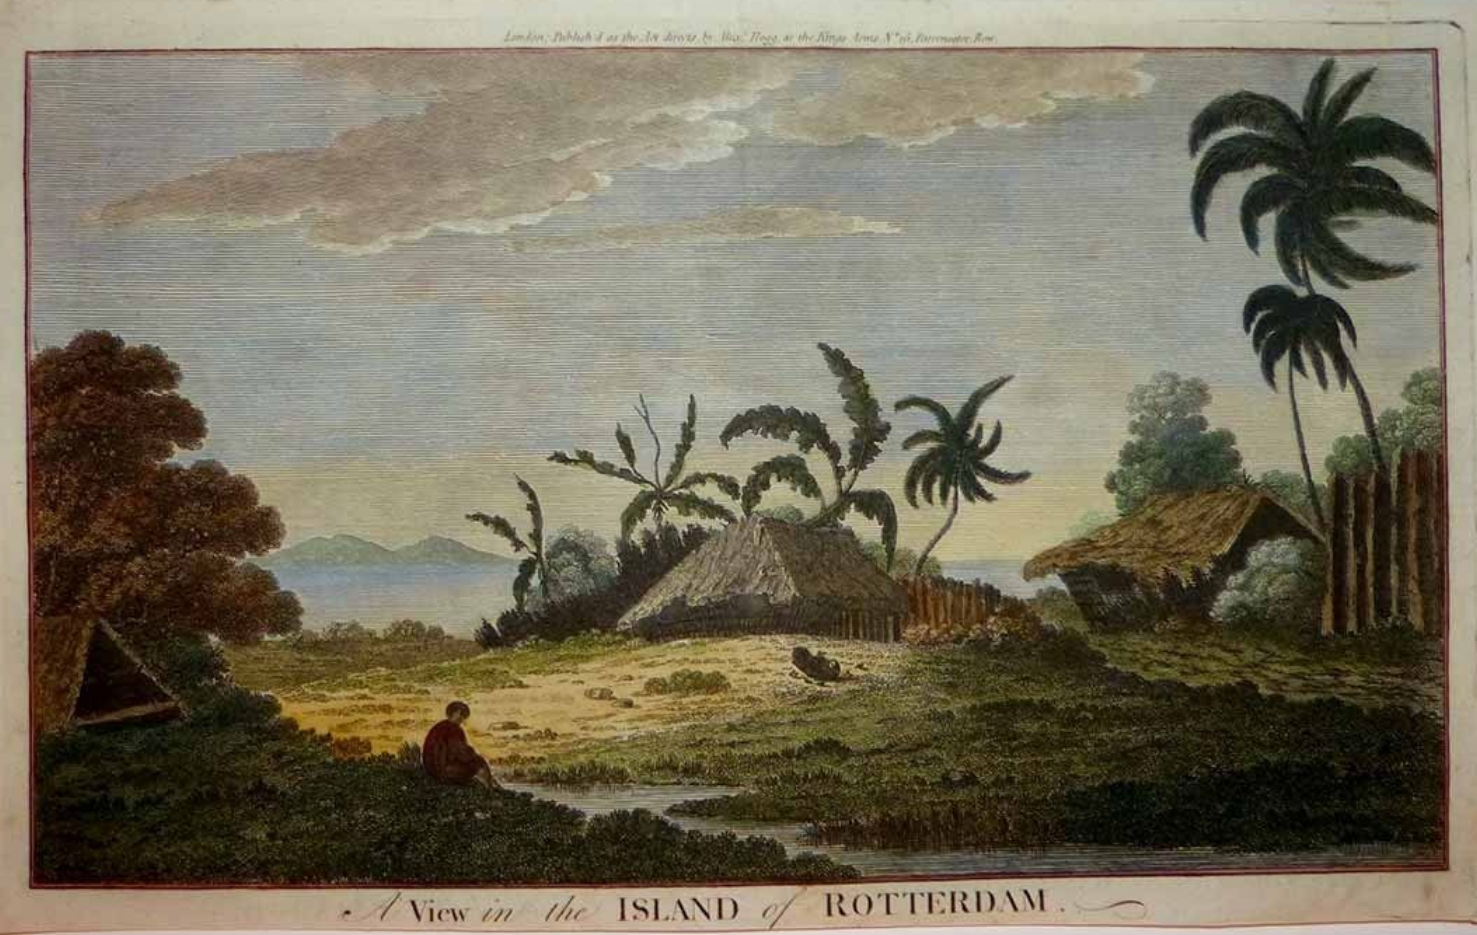 London, Publish'd as the Act directs, by Alexr. Hogg, at the Kings Arms, No. 16, Paternoster Row.
A View in the ISLAND of ROTTERDAM.